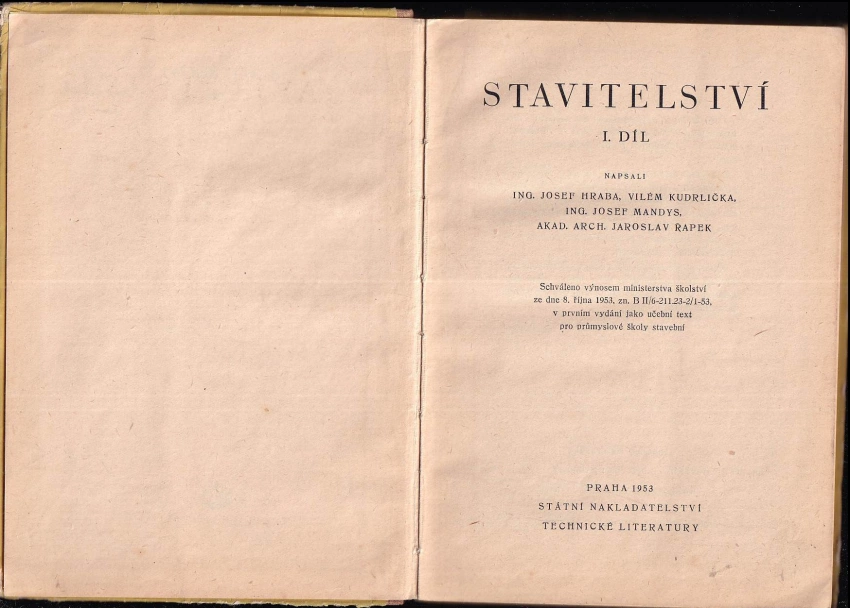 STAVITELSTVÍ
I. DÍL
NAPSALI
ING. JOSEF HRABA, VILÉM KUDRLIČKA,
ING. JOSEF MANDYS,
AKAD. ARCH. JAROSLAV ŘAPEK
Schváleno výnosem ministerstva školství
ze dne 8. října 1953, zn. B II/6-211.23-2/1-53,
v prvním vydání jako učební text
pro průmyslové školy stavební
PRAHA 1953
STÁTNÍ NAKLADATELSTVÍ
TECHNICKÉ LITERATURY